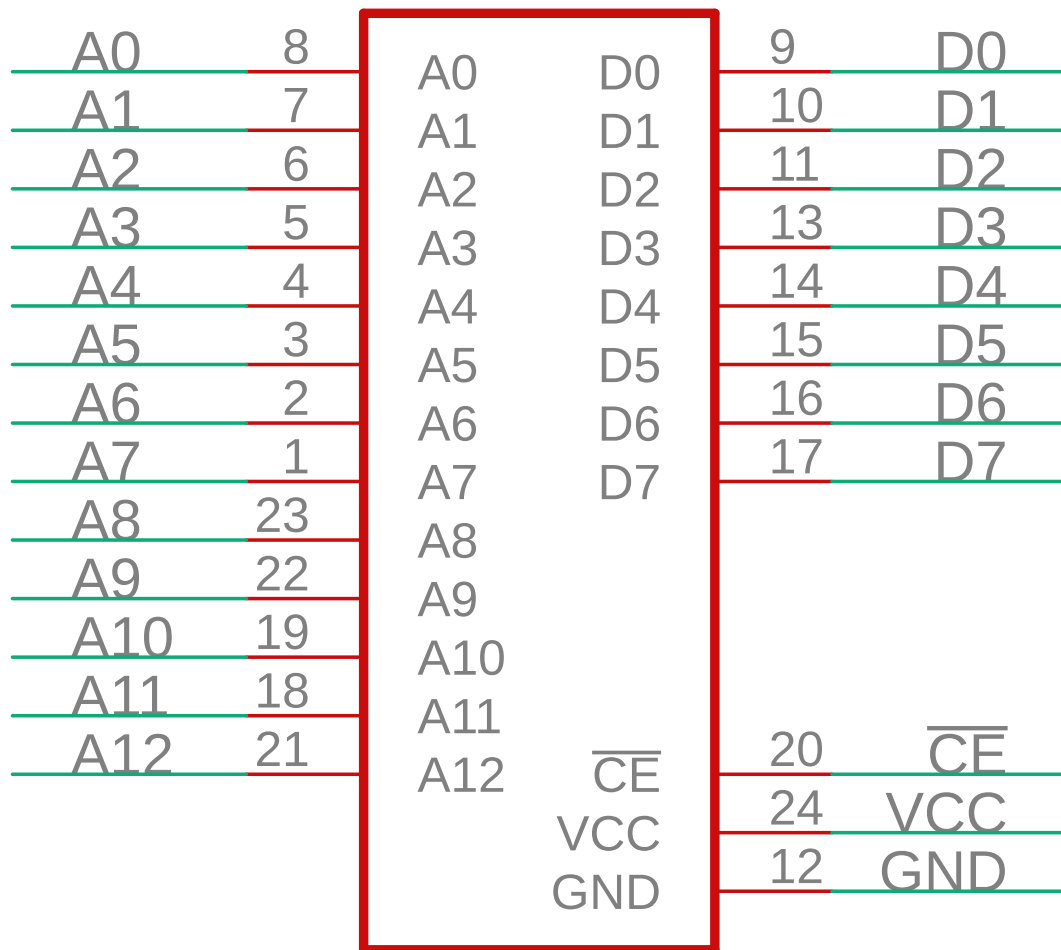 A0 8 A0 D0 9 D0
A1 7 A1 D1 10 D1
A2 6 A2 D2 11 D2
A3 5 A3 D3 13 D3
A4 4 A4 D4 14 D4
A5 3 A5 D5 15 D5
A6 2 A6 D6 16 D6
A7 1 A7 D7 17 D7
A8 23 A8
A9 22 A9
A10 19 A10
A11 18 A11
A12 21 A12 C̅E̅ 20 C̅E̅
VCC 24 VCC
GND 12 GND